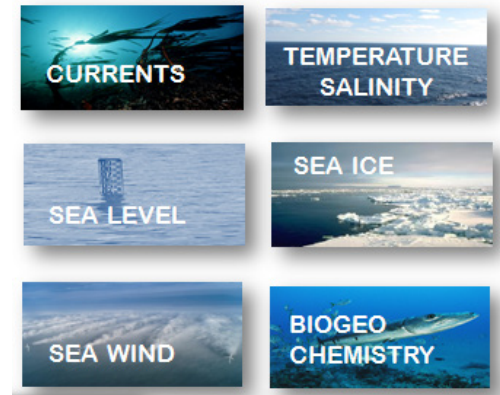 CURRENTS
TEMPERATURE
SALINITY
SEA LEVEL
SEA ICE
SEA WIND
BIOGEO
CHEMISTRY